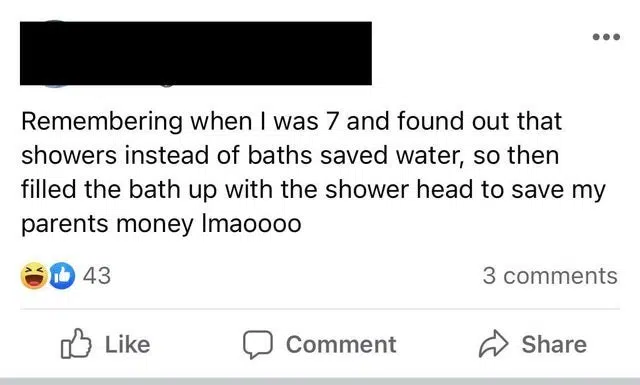 Remembering when I was 7 and found out that
showers instead of baths saved water, so then
filled the bath up with the shower head to save my
parents money lmaoooo
43
3 comments
Like
Comment
Share